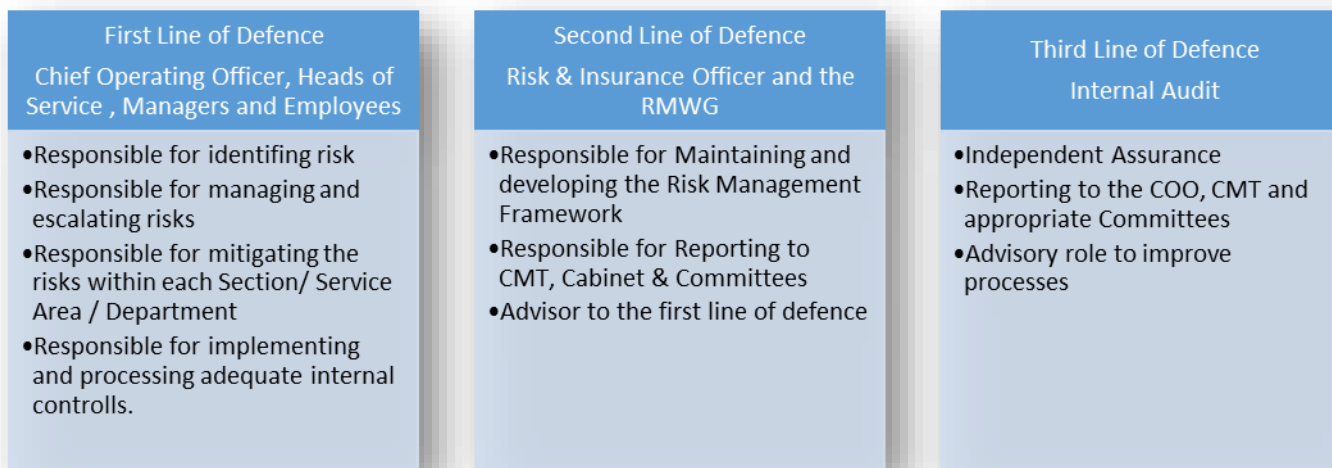 First Line of Defence
Chief Operating Officer, Heads of
Service , Managers and Employees
•Responsible for identifing risk
•Responsible for managing and
escalating risks
•Responsible for mitigating the
risks within each Section/ Service
Area / Department
•Responsible for implementing
and processing adequate internal
controlls.
Second Line of Defence
Risk & Insurance Officer and the
RMWG
•Responsible for Maintaining and
developing the Risk Management
Framework
•Responsible for Reporting to
CMT, Cabinet & Committees
•Advisor to the first line of defence
Third Line of Defence
Internal Audit
•Independent Assurance
•Reporting to the COO, CMT and
appropriate Committees
•Advisory role to improve
processes